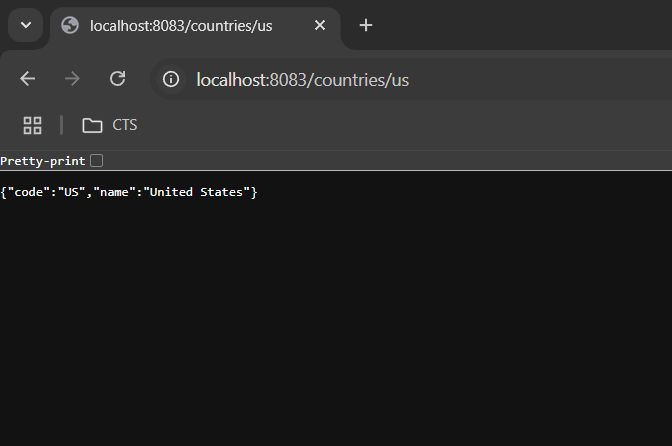 localhost:8083/countries/us
localhost:8083/countries/us
CTS
Pretty-print
{"code":"US","name":"United States"}